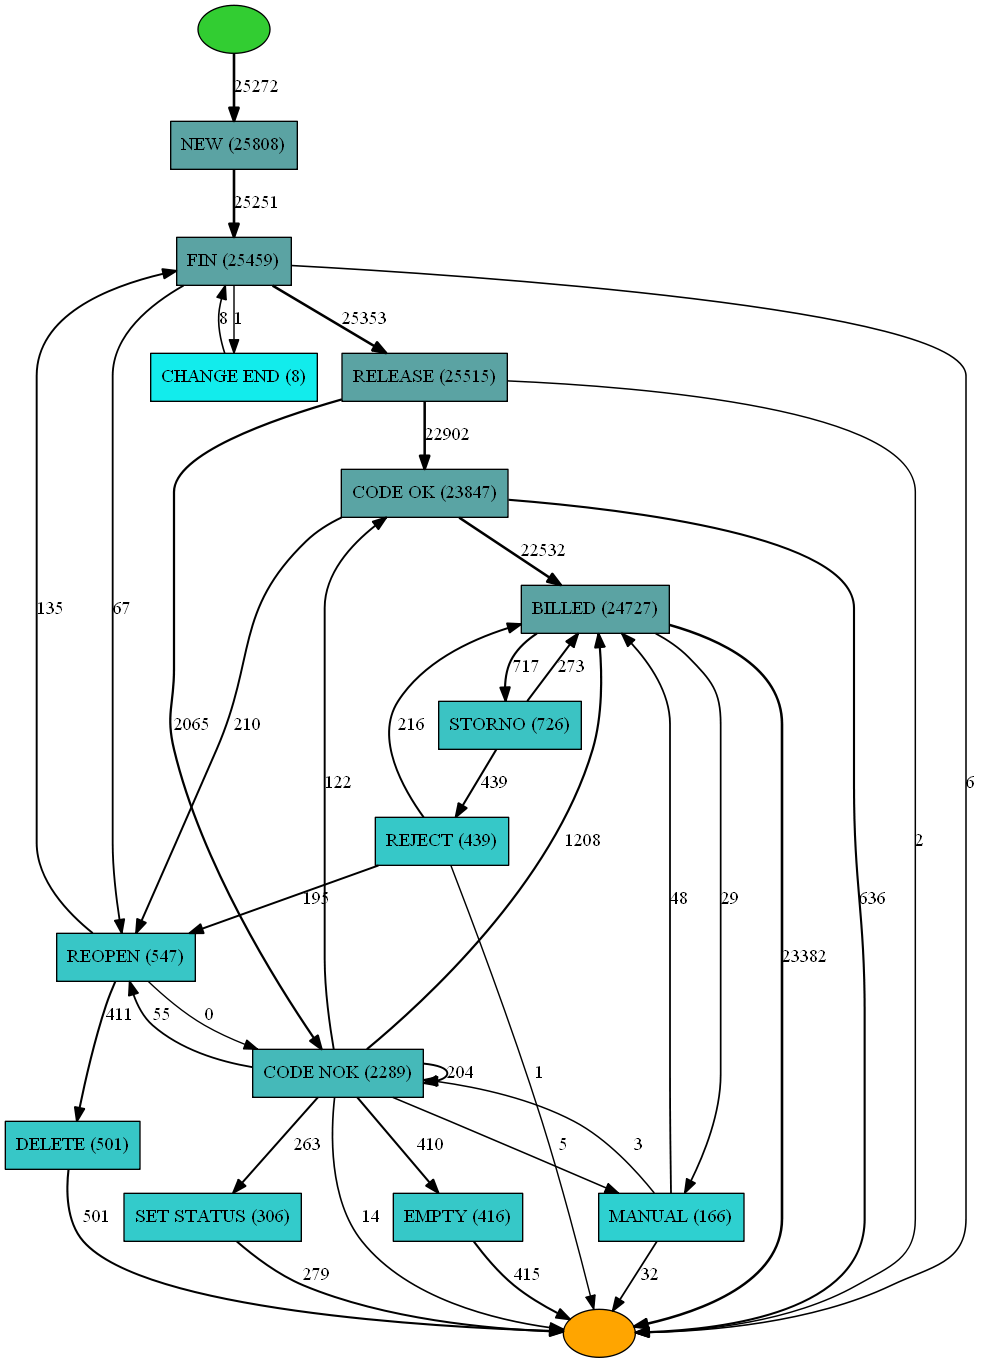 25272
NEW (25808)
25251
FIN (25459)
8
1
25353
CHANGE END (8)
RELEASE (25515)
22902
CODE OK (23847)
22532
135
67
BILLED (24727)
717
273
2065
210
216
STORNO (726)
122
439
6
REJECT (439)
1208
2
195
48
29
636
REOPEN (547)
23382
411
55
0
CODE NOK (2289)
204
1
DELETE (501)
263
410
5
3
501
SET STATUS (306)
14
EMPTY (416)
MANUAL (166)
279
415
32